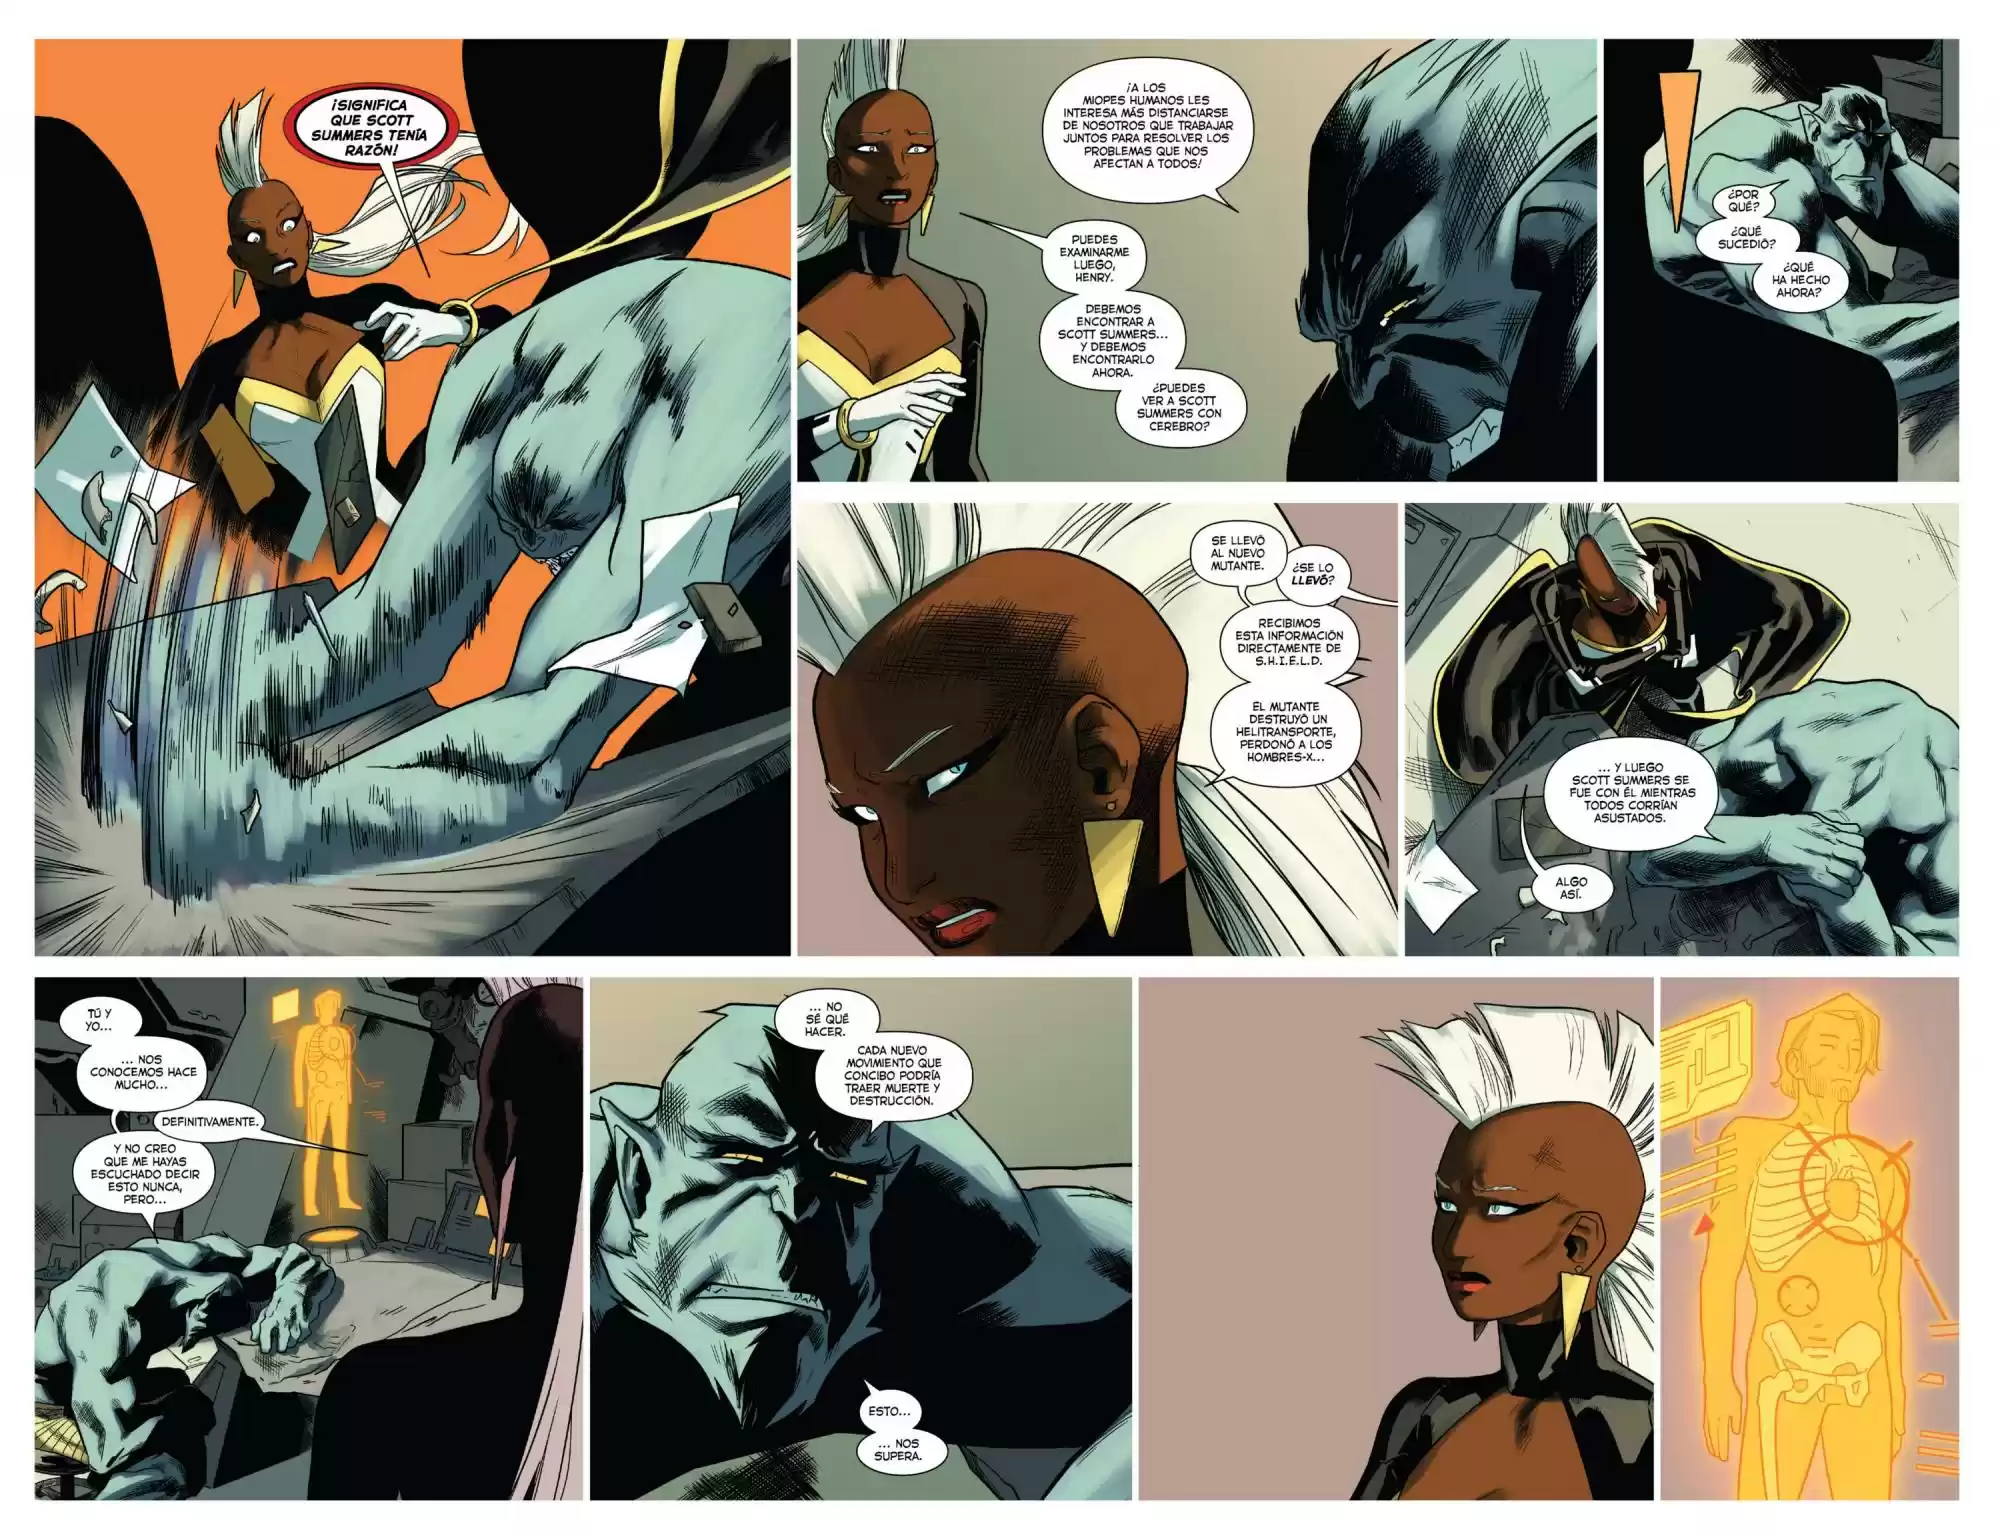 ¡SIGNIFICA
QUE SCOTT
SUMMERS TENÍA
RAZÓN!
¡A LOS
MIOPES HUMANOS LES
INTERESA MÁS DISTANCIARSE
DE NOSOTROS QUE TRABAJAR
JUNTOS PARA RESOLVER LOS
PROBLEMAS QUE NOS
AFECTAN A TODOS!
PUEDES
EXAMINARME
LUEGO,
HENRY.
DEBEMOS
ENCONTRAR A
SCOTT SUMMERS...
Y DEBEMOS
ENCONTRARLO
AHORA.
¿PUEDES
VER A SCOTT
SUMMERS CON
CEREBRO?
¿POR
QUÉ?
¿QUÉ
SUCEDIÓ?
¿QUÉ
HA HECHO
AHORA?
SE LLEVÓ
AL NUEVO
MUTANTE.
¿SE LO
LLEVÓ?
RECIBIMOS
ESTA INFORMACIÓN
DIRECTAMENTE DE
S.H.I.E.L.D.
EL MUTANTE
DESTRUYÓ UN
HELITRANSPORTE,
PERDONÓ A LOS
HOMBRES-X...
... Y LUEGO
SCOTT SUMMERS SE
FUE CON ÉL MIENTRAS
TODOS CORRÍAN
ASUSTADOS.
ALGO
ASÍ.
TÚ Y
YO...
... NOS
CONOCEMOS HACE
MUCHO...
DEFINITIVAMENTE.
Y NO CREO
QUE ME HAYAS
ESCUCHADO DECIR
ESTO NUNCA,
PERO...
... NO
SÉ QUÉ
HACER.
CADA NUEVO
MOVIMIENTO QUE
CONCIBO PODRÍA
TRAER MUERTE Y
DESTRUCCIÓN.
ESTO...
... NOS
SUPERA.